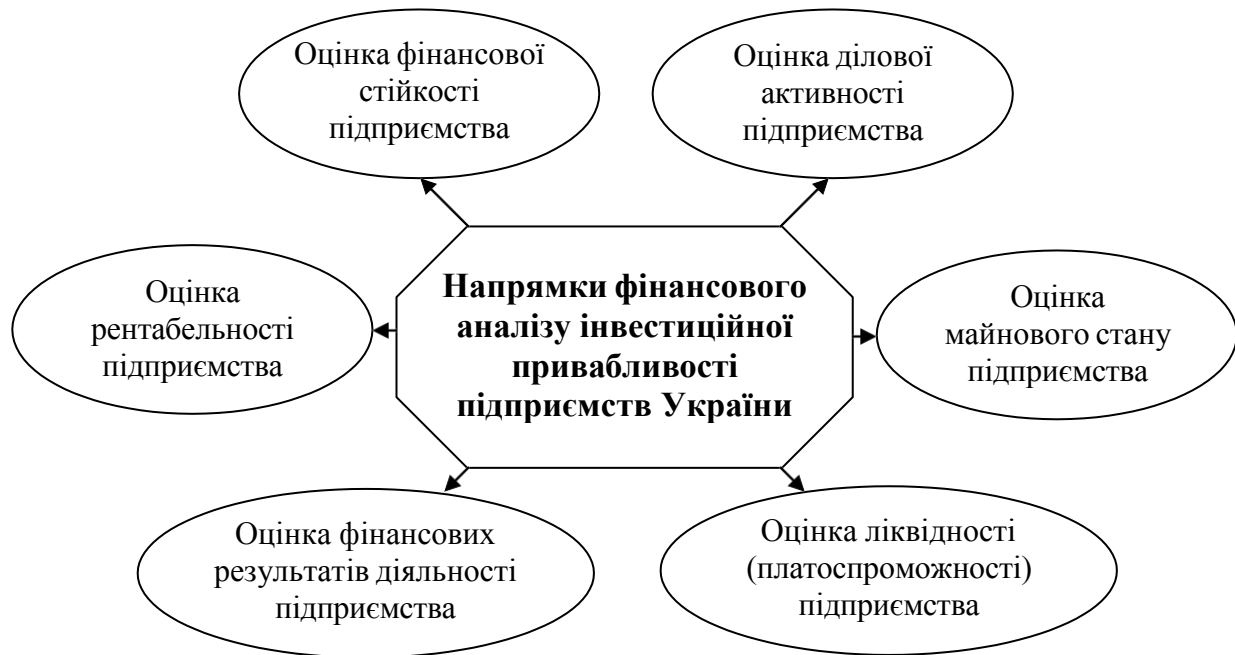 Оцінка фінансової
стійкості
підприємства
Оцінка ділової
активності
підприємства
Оцінка
рентабельності
підприємства
Напрямки фінансового
аналізу інвестиційної
привабливості
підприємств України
Оцінка
майнового стану
підприємства
Оцінка фінансових
результатів діяльності
підприємства
Оцінка ліквідності
(платоспроможності)
підприємства